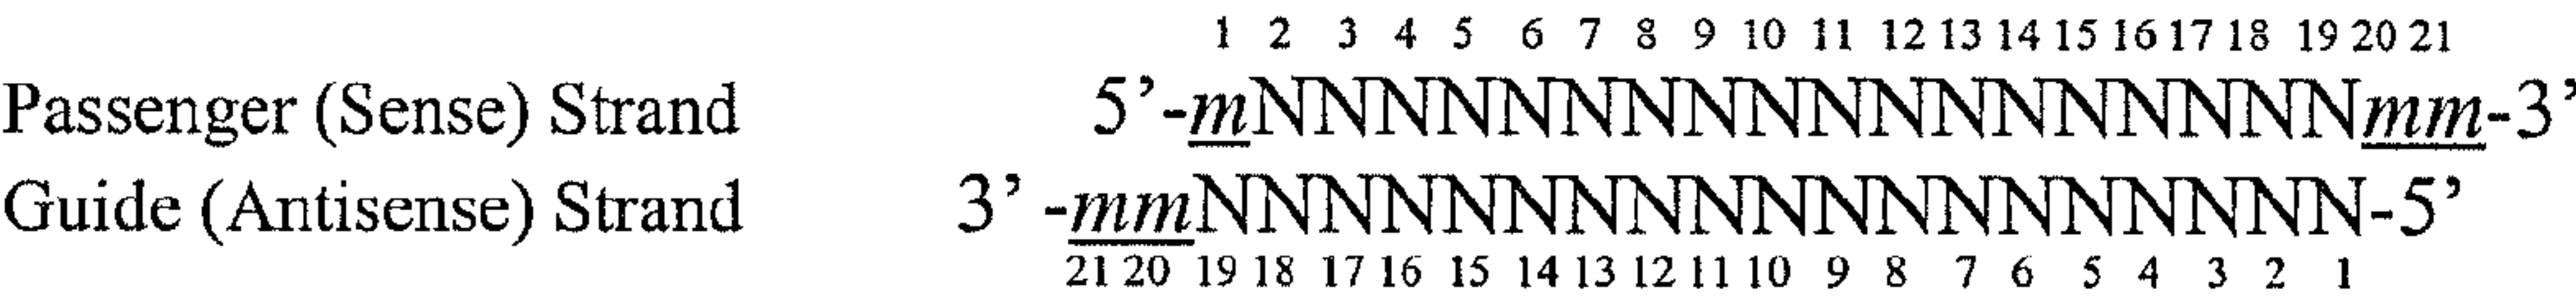 1 2 3 4 5 6 7 8 9 10 11 12 13 14 15 16 17 18 19 20 21
Passenger (Sense) Strand 5’-mNNNNNNNNNNNNNNNNNNmm-3’
Guide (Antisense) Strand 3’ -mmNNNNNNNNNNNNNNNNNNN-5’
21 20 19 18 17 16 15 14 13 12 11 10 9 8 7 6 5 4 3 2 1